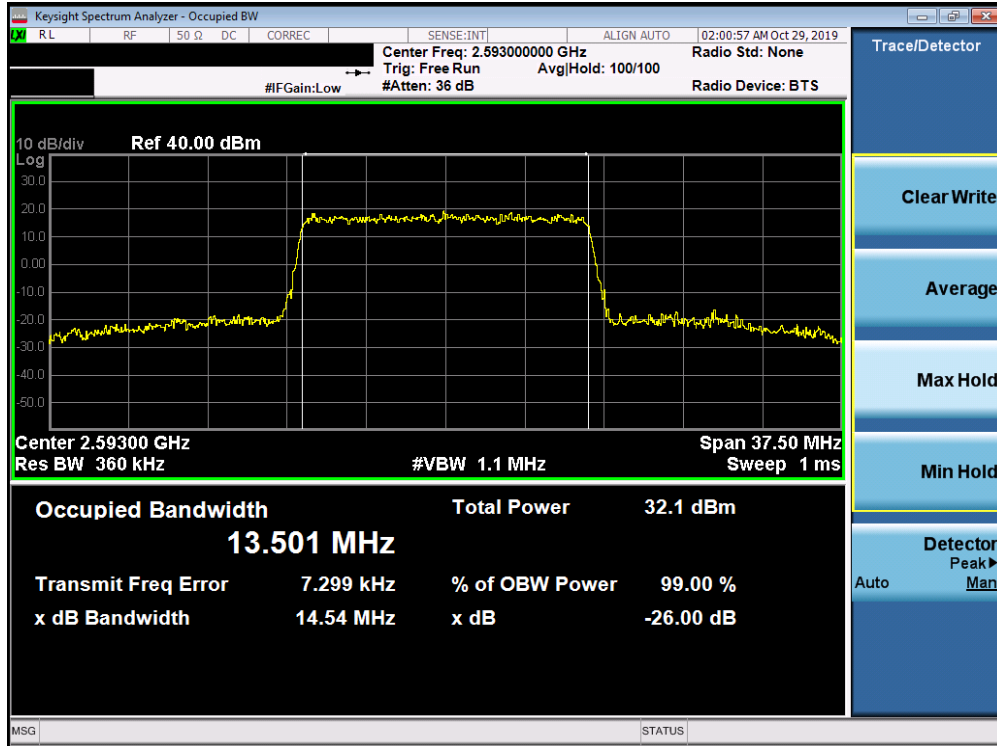 Keysight Spectrum Analyzer - Occupied BW
LXI RL RF 50 Ω DC CORREC SENSE:INT ALIGN AUTO 02:00:57 AM Oct 29, 2019
Center Freq: 2.593000000 GHz Radio Std: None
Trig: Free Run Avg|Hold: 100/100
#IFGain:Low #Atten: 36 dB Radio Device: BTS
10 dB/div Ref 40.00 dBm
Log
30.0
20.0
10.0
0.00
-10.0
-20.0
-30.0
-40.0
-50.0
Center 2.59300 GHz Span 37.50 MHz
Res BW 360 kHz #VBW 1.1 MHz Sweep 1 ms
Occupied Bandwidth Total Power 32.1 dBm
13.501 MHz
Transmit Freq Error 7.299 kHz % of OBW Power 99.00 %
x dB Bandwidth 14.54 MHz x dB -26.00 dB
MSG STATUS
Trace/Detector
Clear Write
Average
Max Hold
Min Hold
Detector
Peak▶
Auto Man